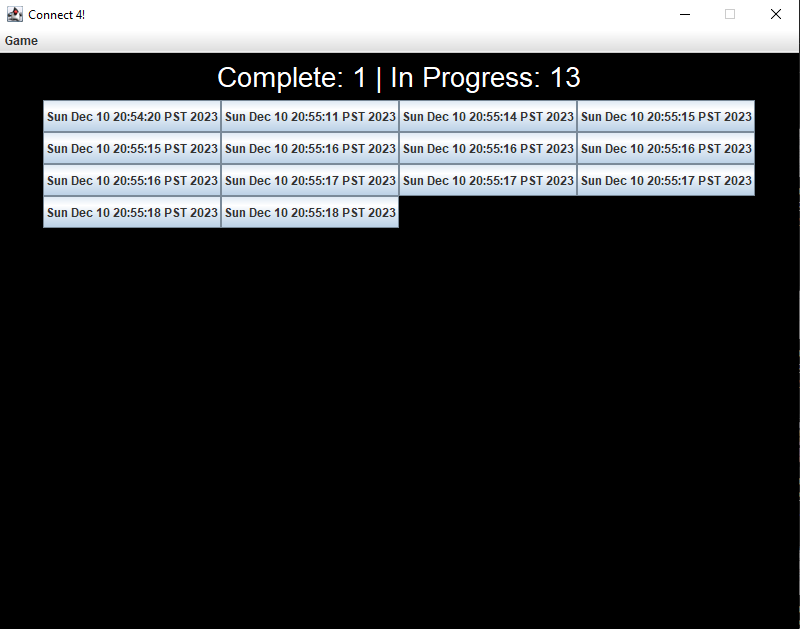 Connect 4!
Game
Complete: 1 | In Progress: 13
Sun Dec 10 20:54:20 PST 2023 Sun Dec 10 20:55:11 PST 2023 Sun Dec 10 20:55:14 PST 2023 Sun Dec 10 20:55:15 PST 2023
Sun Dec 10 20:55:15 PST 2023 Sun Dec 10 20:55:16 PST 2023 Sun Dec 10 20:55:16 PST 2023 Sun Dec 10 20:55:16 PST 2023
Sun Dec 10 20:55:16 PST 2023 Sun Dec 10 20:55:17 PST 2023 Sun Dec 10 20:55:17 PST 2023 Sun Dec 10 20:55:17 PST 2023
Sun Dec 10 20:55:18 PST 2023 Sun Dec 10 20:55:18 PST 2023